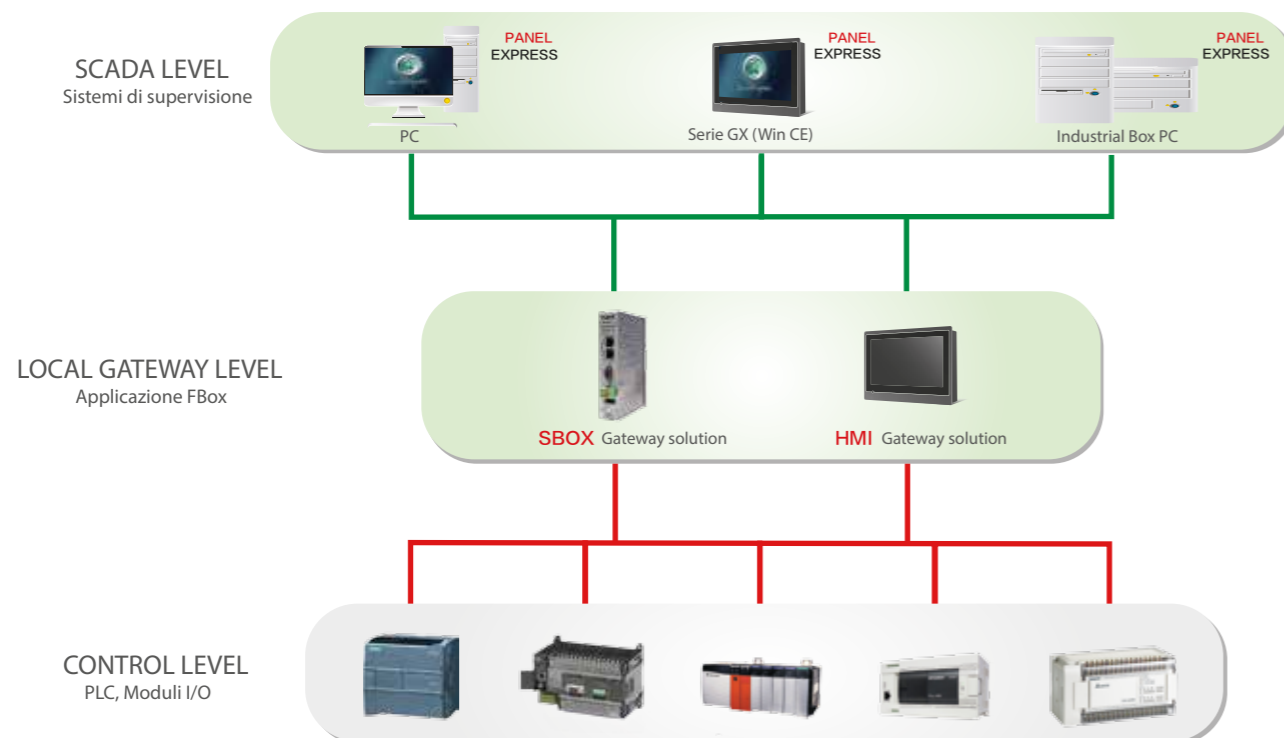 SCADA LEVEL
Sistemi di supervisione
PANEL
EXPRESS
PC
PANEL
EXPRESS
Serie GX (Win CE)
PANEL
EXPRESS
Industrial Box PC
LOCAL GATEWAY LEVEL
Applicazione FBox
SBOX Gateway solution
HMI Gateway solution
CONTROL LEVEL
PLC, Moduli I/O